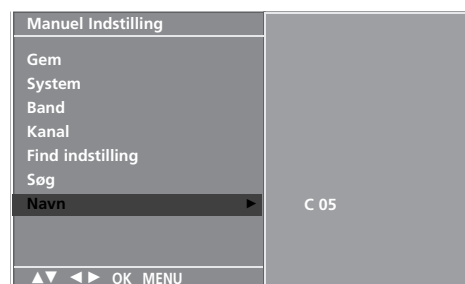 Manuel Indstilling
Gem
System
Band
Kanal
Find indstilling
Søg
Navn ► C 05
▲▼ ◄► OK MENU